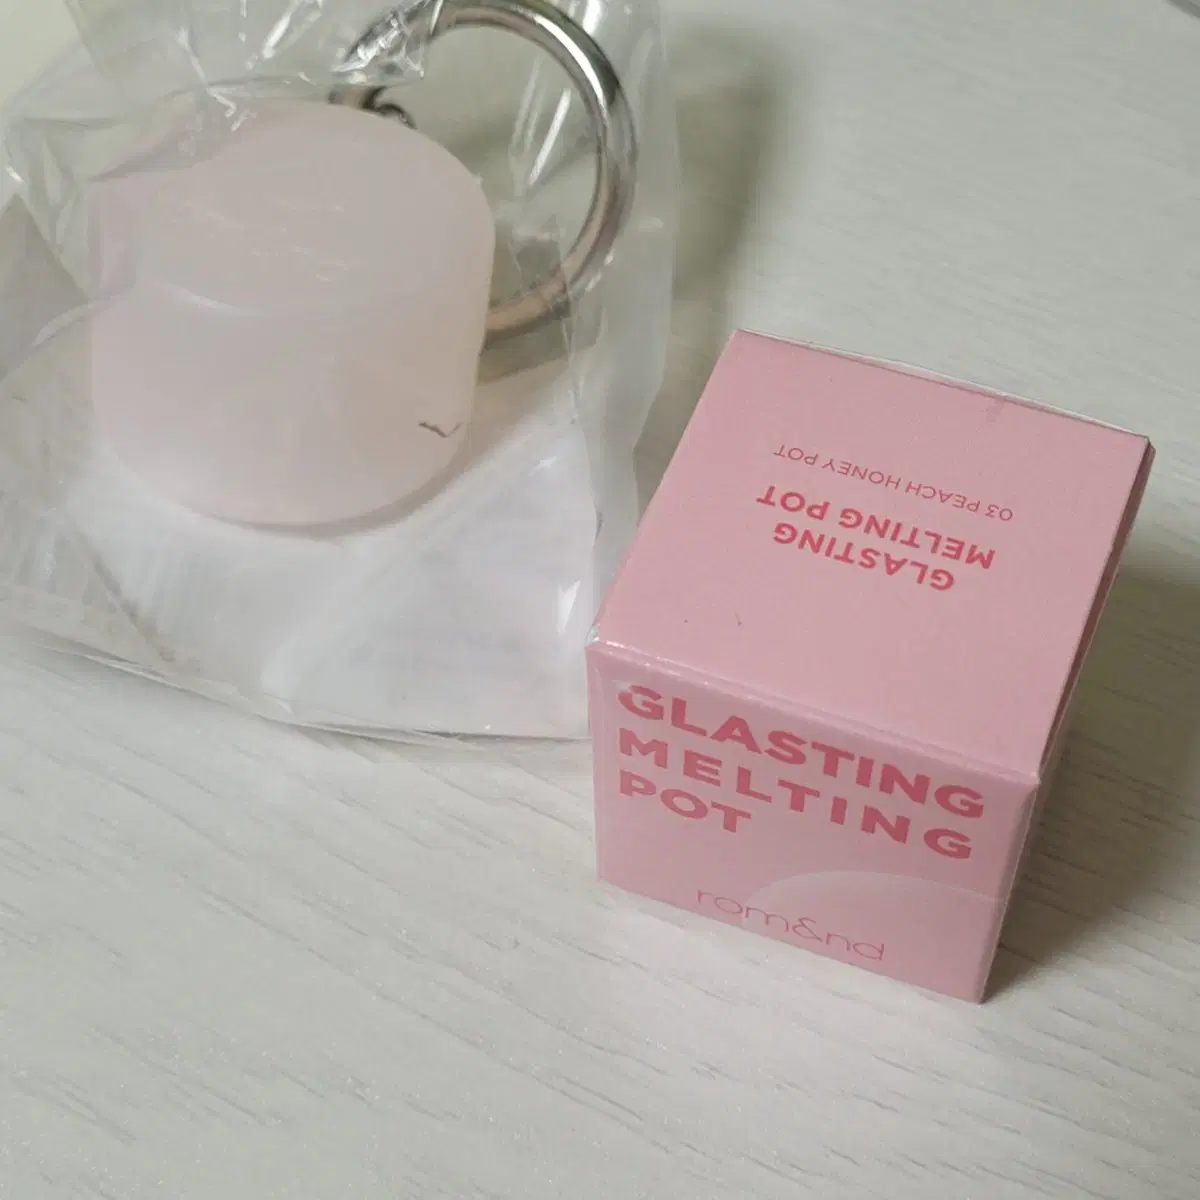 GLASTING
MELTING POT
03 PEACH HONEY POT
GLASTING
MELTING
POT
rom&nd